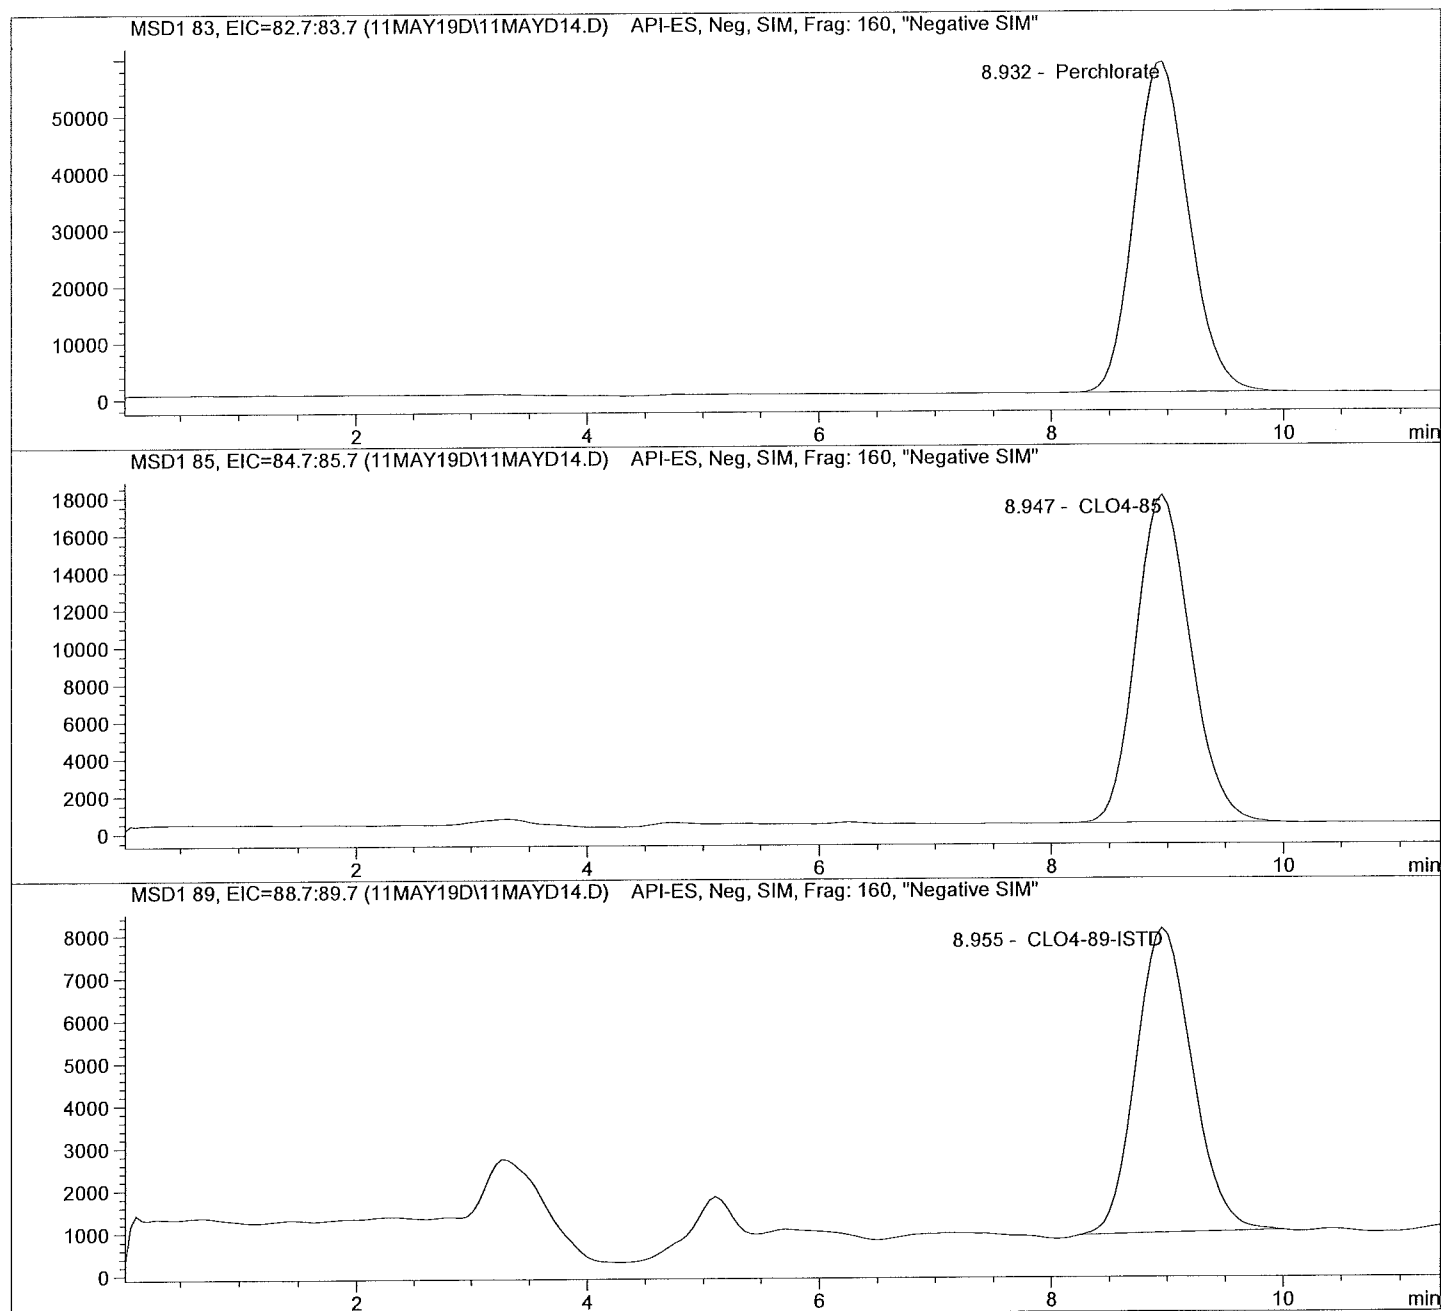 MSD1 83, EIC=82.7:83.7 (11MAY19D\11MAYD14.D)    API-ES, Neg, SIM, Frag: 160, "Negative SIM"
8.932 -  Perchlorate
50000
40000
30000
20000
10000
0
2 4 6 8 10 min
MSD1 85, EIC=84.7:85.7 (11MAY19D\11MAYD14.D)    API-ES, Neg, SIM, Frag: 160, "Negative SIM"
18000
8.947 -  CLO4-85
16000
14000
12000
10000
8000
6000
4000
2000
0
2 4 6 8 10 min
MSD1 89, EIC=88.7:89.7 (11MAY19D\11MAYD14.D)    API-ES, Neg, SIM, Frag: 160, "Negative SIM"
8000
8.955 -  CLO4-89-ISTD
7000
6000
5000
4000
3000
2000
1000
0
2 4 6 8 10 min